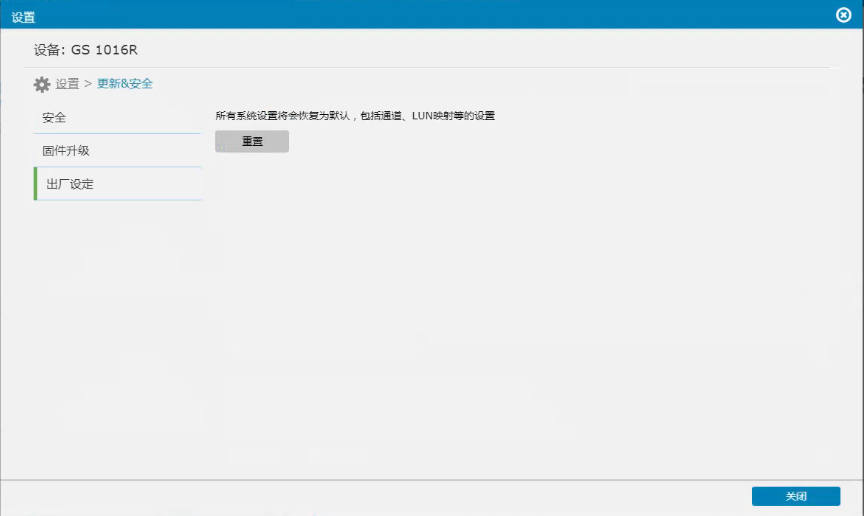 设置
设备: GS 1016R
设置 > 更新&安全
安全
所有系统设置将会恢复为默认，包括通道、LUN映射等的设置
重置
固件升级
出厂设定
关闭